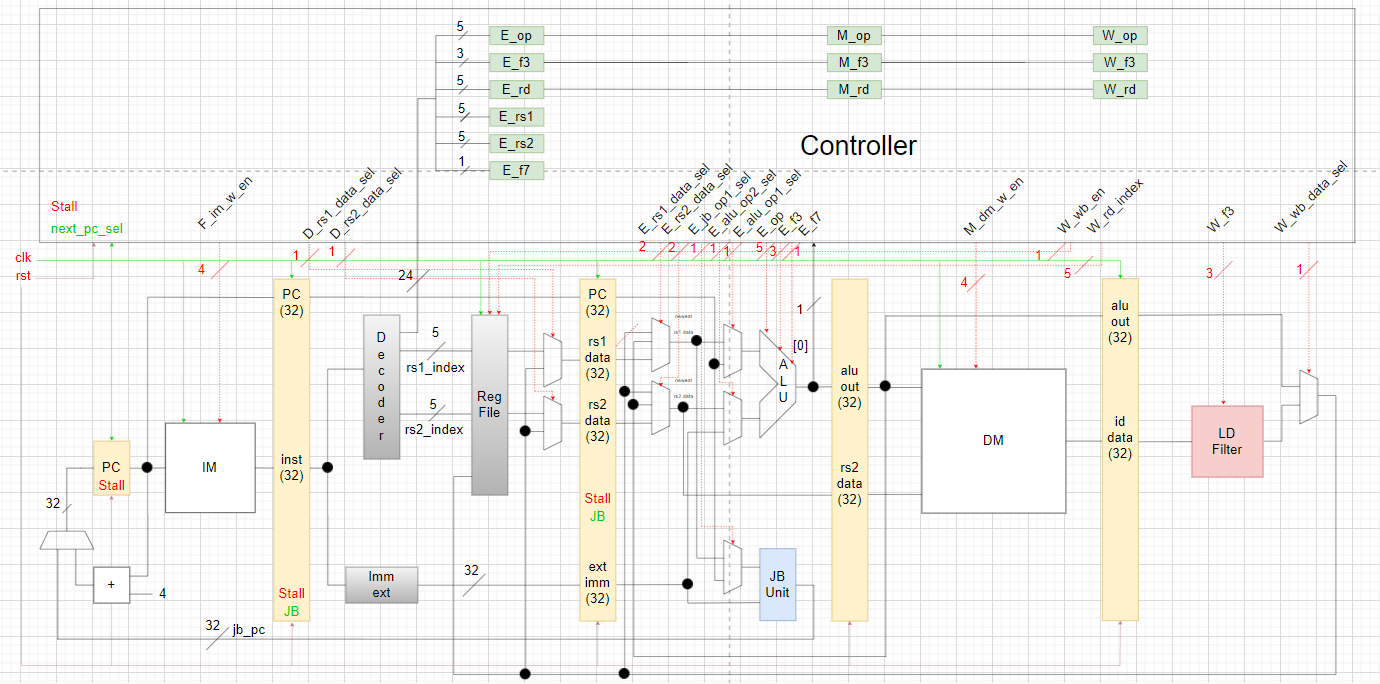 5
E_op
M_op
W_op
3
E_f3
M_f3
W_f3
5
E_rd
M_rd
W_rd
5
E_rs1
5
E_rs2
1
E_f7
Controller
Stall
next_pc_sel
F_im_w_en
D_rs1_data_sel
D_rs2_data_sel
E_rs1_data_sel
E_rs2_data_sel
E_jb_op1_sel
E_alu_op2_sel
E_alu_op1_sel
E_op
E_f3
E_f7
M_dm_w_en
W_wb_en
W_rd_index
W_f3
W_wb_data_sel
clk
rst
4
1
1
24
2
2
1
1
1
5
3
1
4
1
5
3
1
1
PC
(32)
inst
(32)
Stall
JB
D
e
c
o
d
e
r
5
rs1_index
5
rs2_index
Reg
File
PC
(32)
rs1
data
(32)
rs2
data
(32)
Stall
JB
ext
imm
(32)
newest
rs1 data
newest
rs2 data
A
L
U
[0]
alu
out
(32)
rs2
data
(32)
DM
alu
out
(32)
ld
data
(32)
LD
Filter
PC
Stall
IM
32
+
4
Imm
ext
32
JB
Unit
32
jb_pc